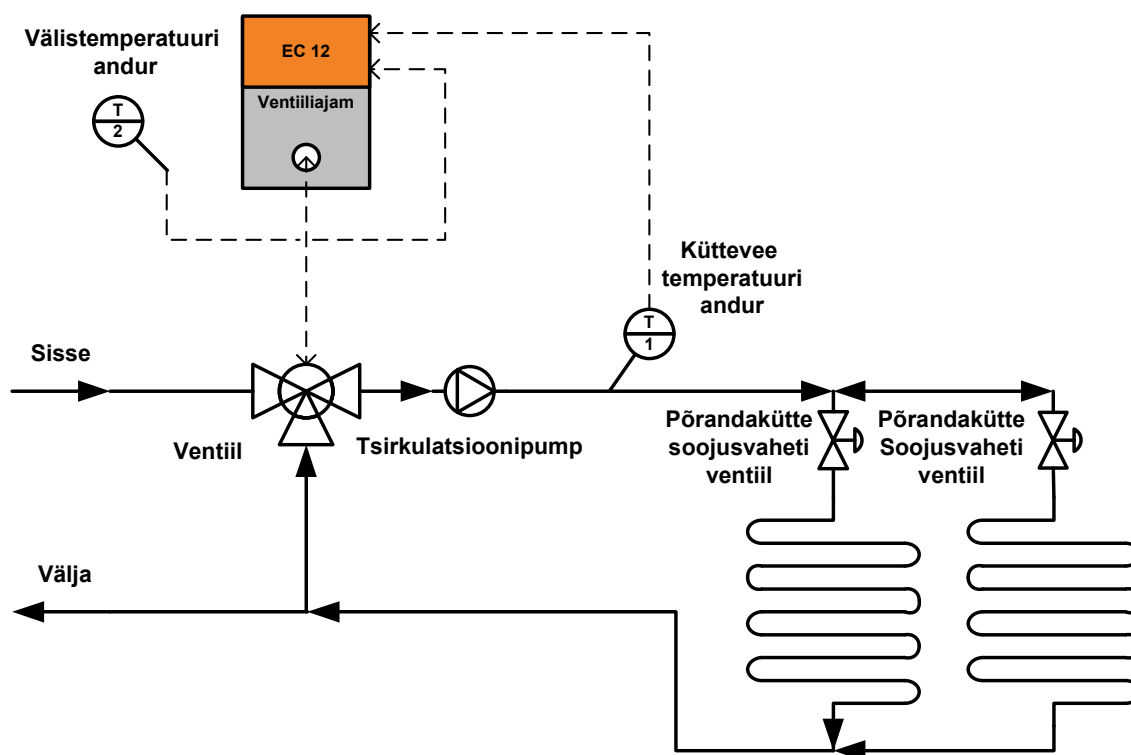 Välistemperatuuri
andur
T
2
EC 12
Ventiiliajam
Küttevee
temperatuuri
andur
T
1
Sisse
Ventiil
Tsirkulatsioonipump
Põrandakütte
soojusvaheti
ventiil
Põrandakütte
Soojusvaheti
ventiil
Välja